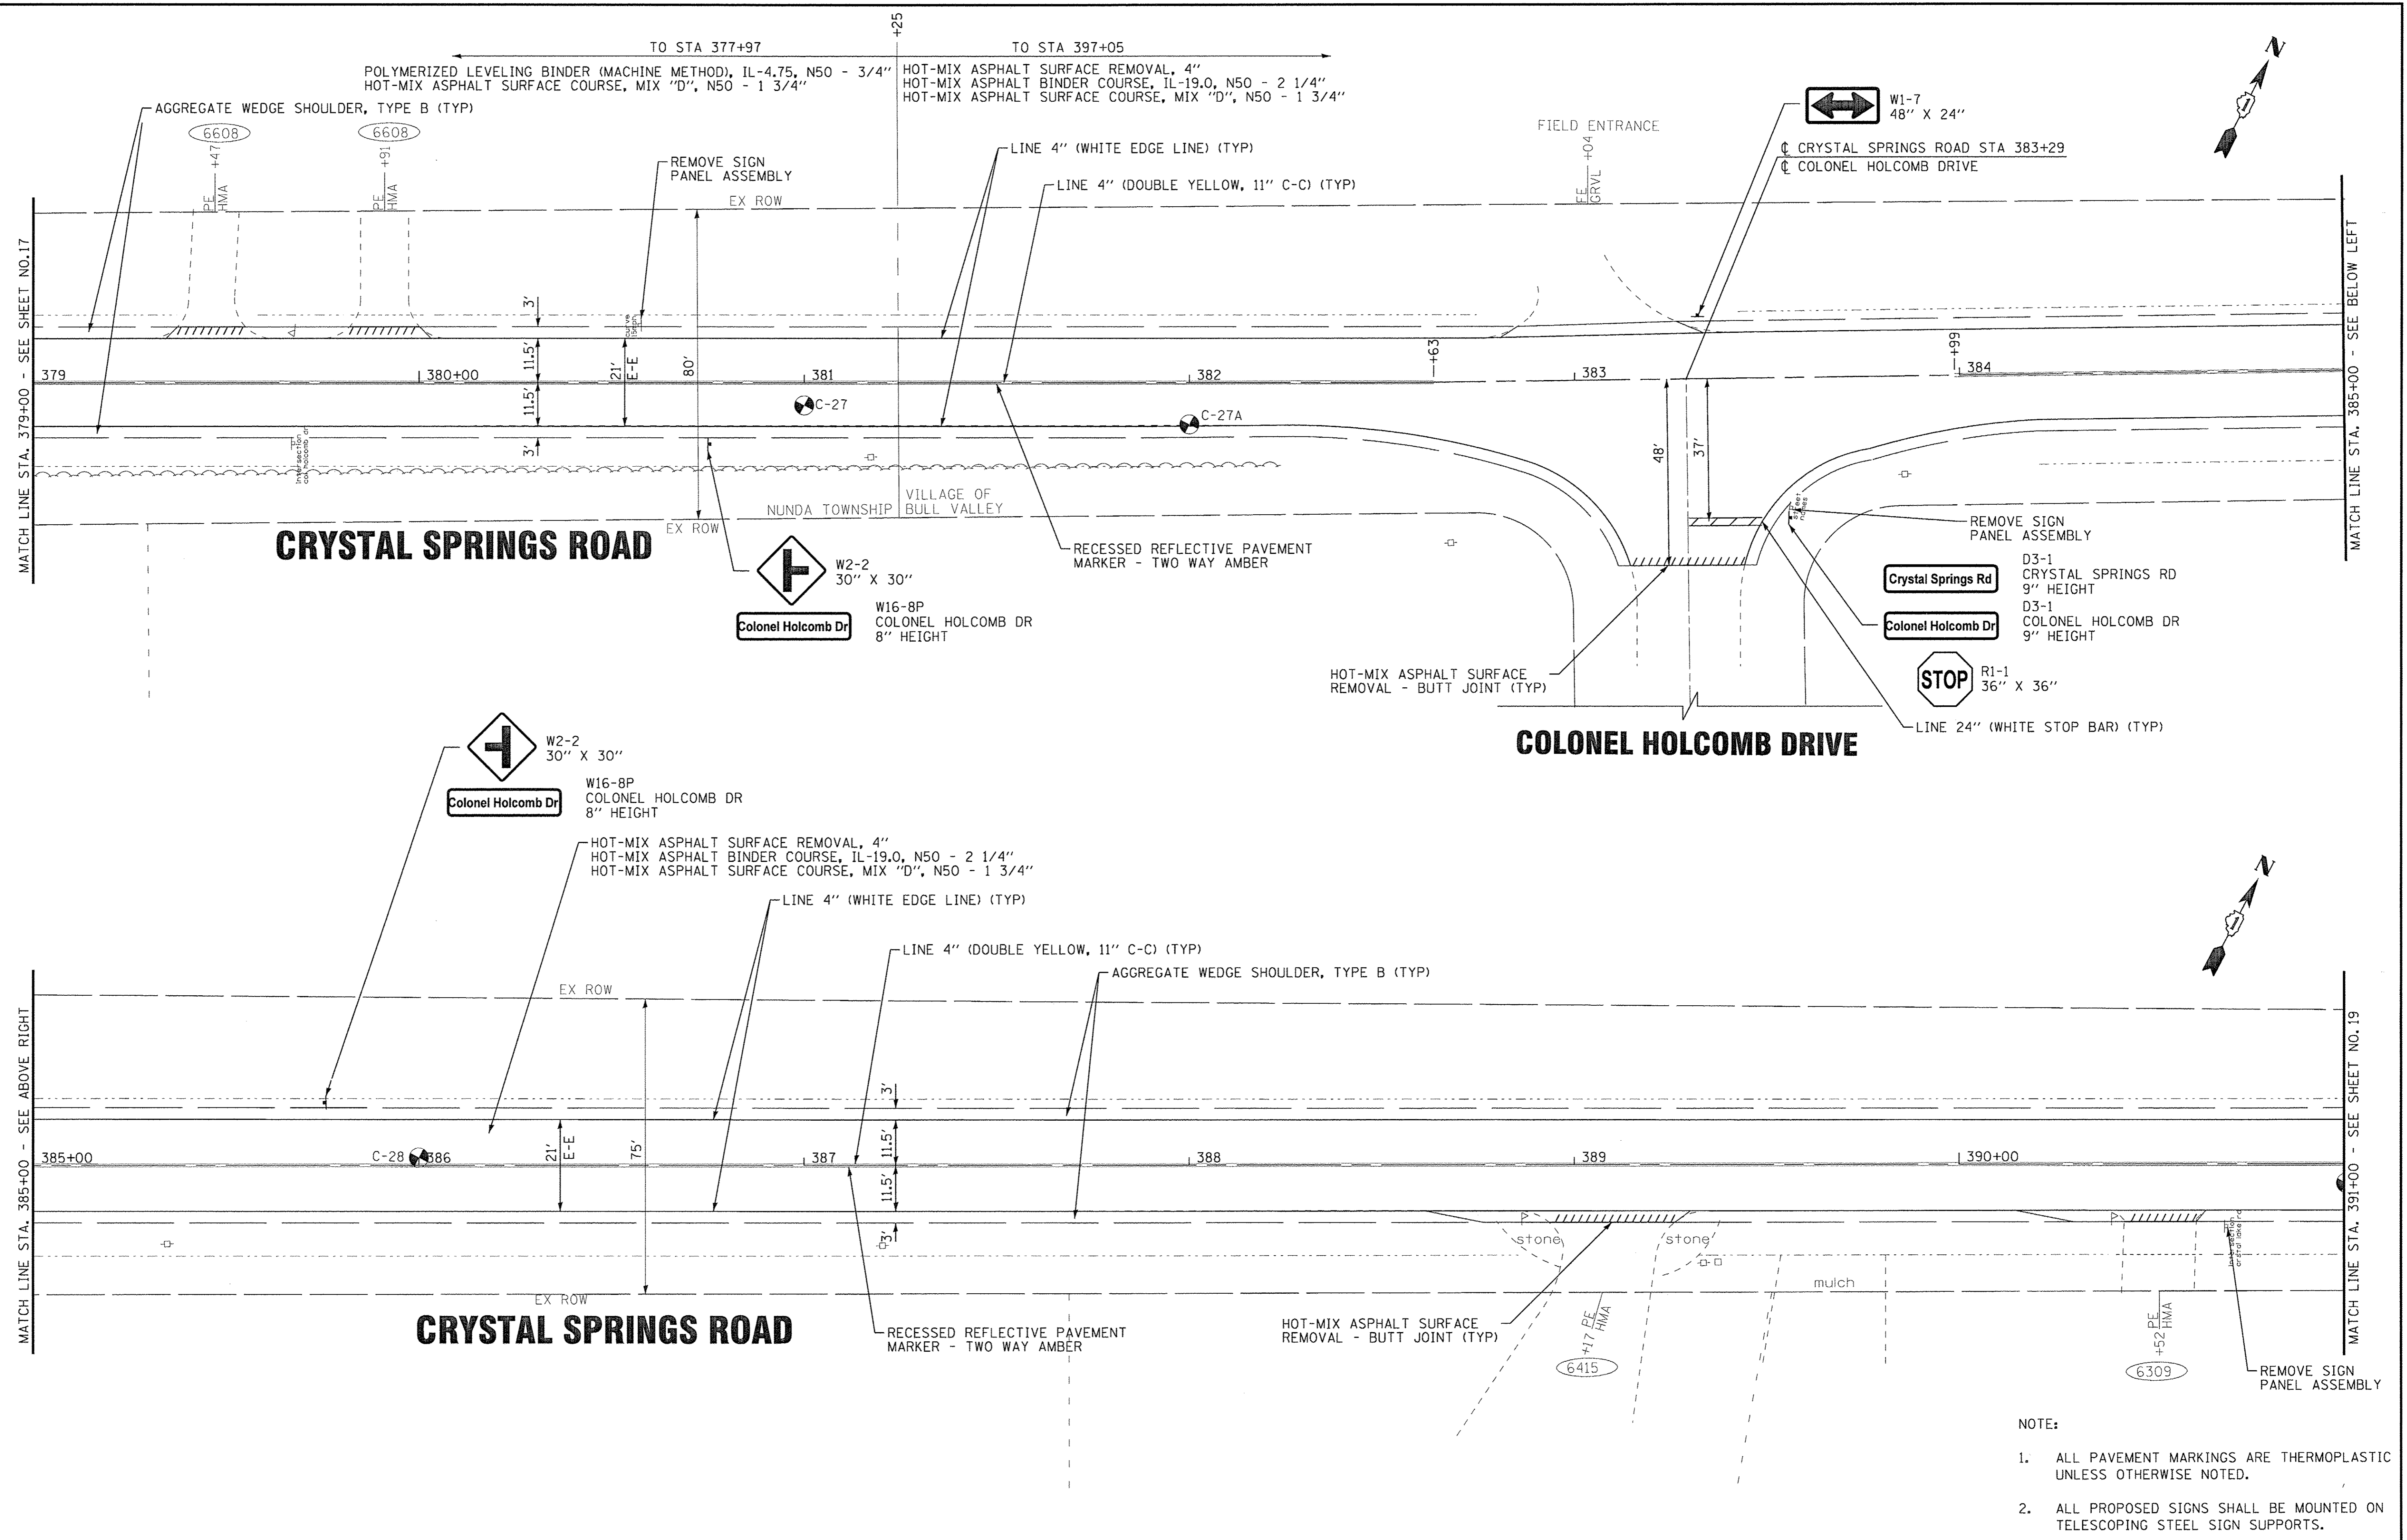 +25
TO STA 377+97
TO STA 397+05
POLYMERIZED LEVELING BINDER (MACHINE METHOD), IL-4.75, N50 - 3/4"
HOT-MIX ASPHALT SURFACE COURSE, MIX "D", N50 - 1 3/4"
HOT-MIX ASPHALT SURFACE REMOVAL, 4"
HOT-MIX ASPHALT BINDER COURSE, IL-19.0, N50 - 2 1/4"
HOT-MIX ASPHALT SURFACE COURSE, MIX "D", N50 - 1 3/4"
AGGREGATE WEDGE SHOULDER, TYPE B (TYP)
6608
+47
PE
HMA
6608
+91
PE
HMA
REMOVE SIGN
PANEL ASSEMBLY
LINE 4" (WHITE EDGE LINE) (TYP)
LINE 4" (DOUBLE YELLOW, 11" C-C) (TYP)
FIELD ENTRANCE
+04
FE
GRVL
W1-7
48" X 24"
℄ CRYSTAL SPRINGS ROAD STA 383+29
℄ COLONEL HOLCOMB DRIVE
N
EX ROW
MATCH LINE STA. 379+00 - SEE SHEET NO.17
MATCH LINE STA. 385+00 - SEE BELOW LEFT
curve
15mph
3'
11.5'
11.5'
3'
21'
E-E
80'
379
380+00
381
382
+63
383
+99
384
C-27
C-27A
48'
37'
intersection
col holcomb dr
NUNDA TOWNSHIP
VILLAGE OF
BULL VALLEY
EX ROW
CRYSTAL SPRINGS ROAD
W2-2
30" X 30"
Colonel Holcomb Dr
W16-8P
COLONEL HOLCOMB DR
8" HEIGHT
RECESSED REFLECTIVE PAVEMENT
MARKER - TWO WAY AMBER
street
names
REMOVE SIGN
PANEL ASSEMBLY
Crystal Springs Rd
D3-1
CRYSTAL SPRINGS RD
9" HEIGHT
Colonel Holcomb Dr
D3-1
COLONEL HOLCOMB DR
9" HEIGHT
STOP
R1-1
36" X 36"
HOT-MIX ASPHALT SURFACE
REMOVAL - BUTT JOINT (TYP)
LINE 24" (WHITE STOP BAR) (TYP)
COLONEL HOLCOMB DRIVE
W2-2
30" X 30"
Colonel Holcomb Dr
W16-8P
COLONEL HOLCOMB DR
8" HEIGHT
HOT-MIX ASPHALT SURFACE REMOVAL, 4"
HOT-MIX ASPHALT BINDER COURSE, IL-19.0, N50 - 2 1/4"
HOT-MIX ASPHALT SURFACE COURSE, MIX "D", N50 - 1 3/4"
LINE 4" (WHITE EDGE LINE) (TYP)
LINE 4" (DOUBLE YELLOW, 11" C-C) (TYP)
AGGREGATE WEDGE SHOULDER, TYPE B (TYP)
N
EX ROW
MATCH LINE STA. 385+00 - SEE ABOVE RIGHT
MATCH LINE STA. 391+00 - SEE SHEET NO.19
385+00
C-28
386
21'
E-E
75'
387
3'
11.5'
11.5'
3'
388
389
390+00
stone
stone
mulch
intersection
crystal lake rd
EX ROW
CRYSTAL SPRINGS ROAD
RECESSED REFLECTIVE PAVEMENT
MARKER - TWO WAY AMBER
HOT-MIX ASPHALT SURFACE
REMOVAL - BUTT JOINT (TYP)
+17 PE
HMA
6415
+52 PE
HMA
6309
REMOVE SIGN
PANEL ASSEMBLY
NOTE:
1. ALL PAVEMENT MARKINGS ARE THERMOPLASTIC
UNLESS OTHERWISE NOTED.
2. ALL PROPOSED SIGNS SHALL BE MOUNTED ON
TELESCOPING STEEL SIGN SUPPORTS.